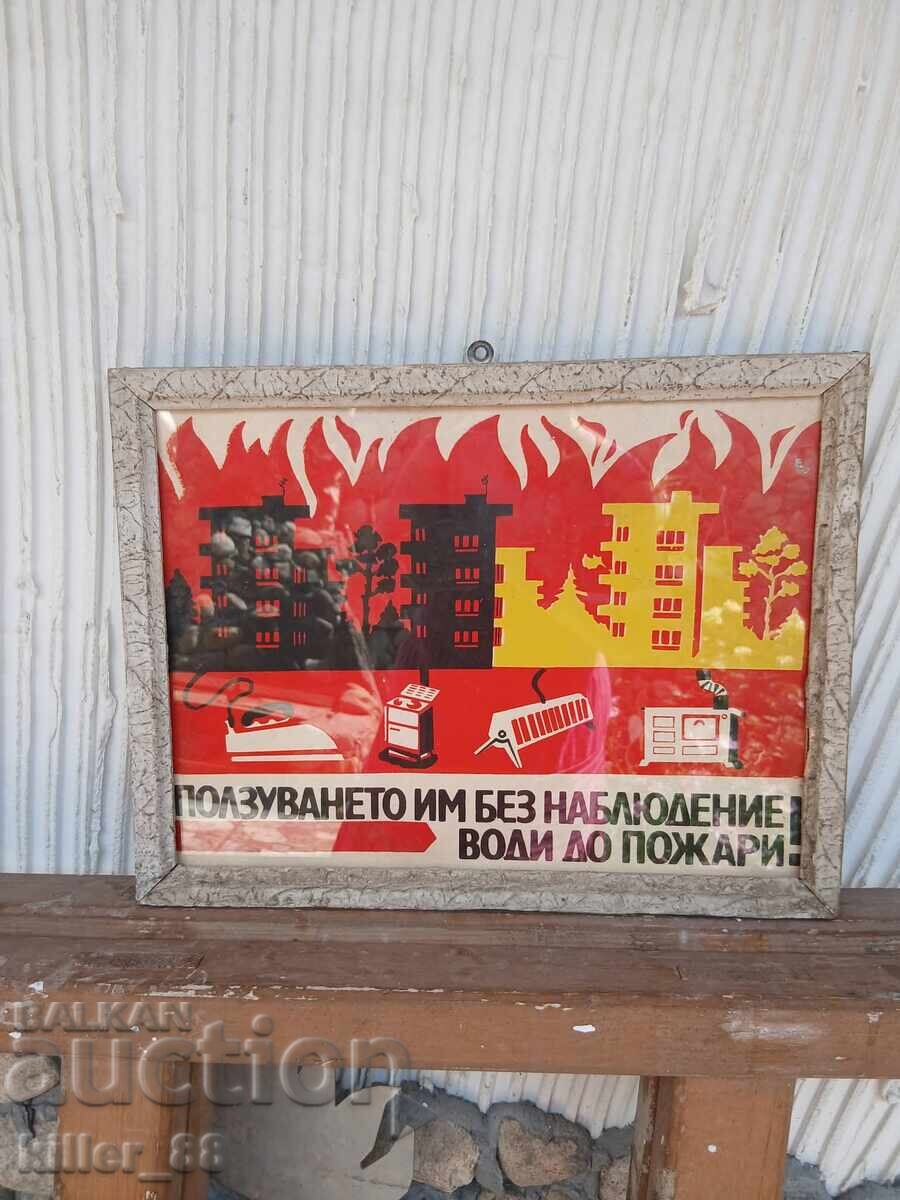 ПОЛЗУВАНЕТО ИМ БЕЗ НАБЛЮДЕНИЕ
ВОДИ ДО ПОЖАРИ!
BALKAN
auction
killer_88